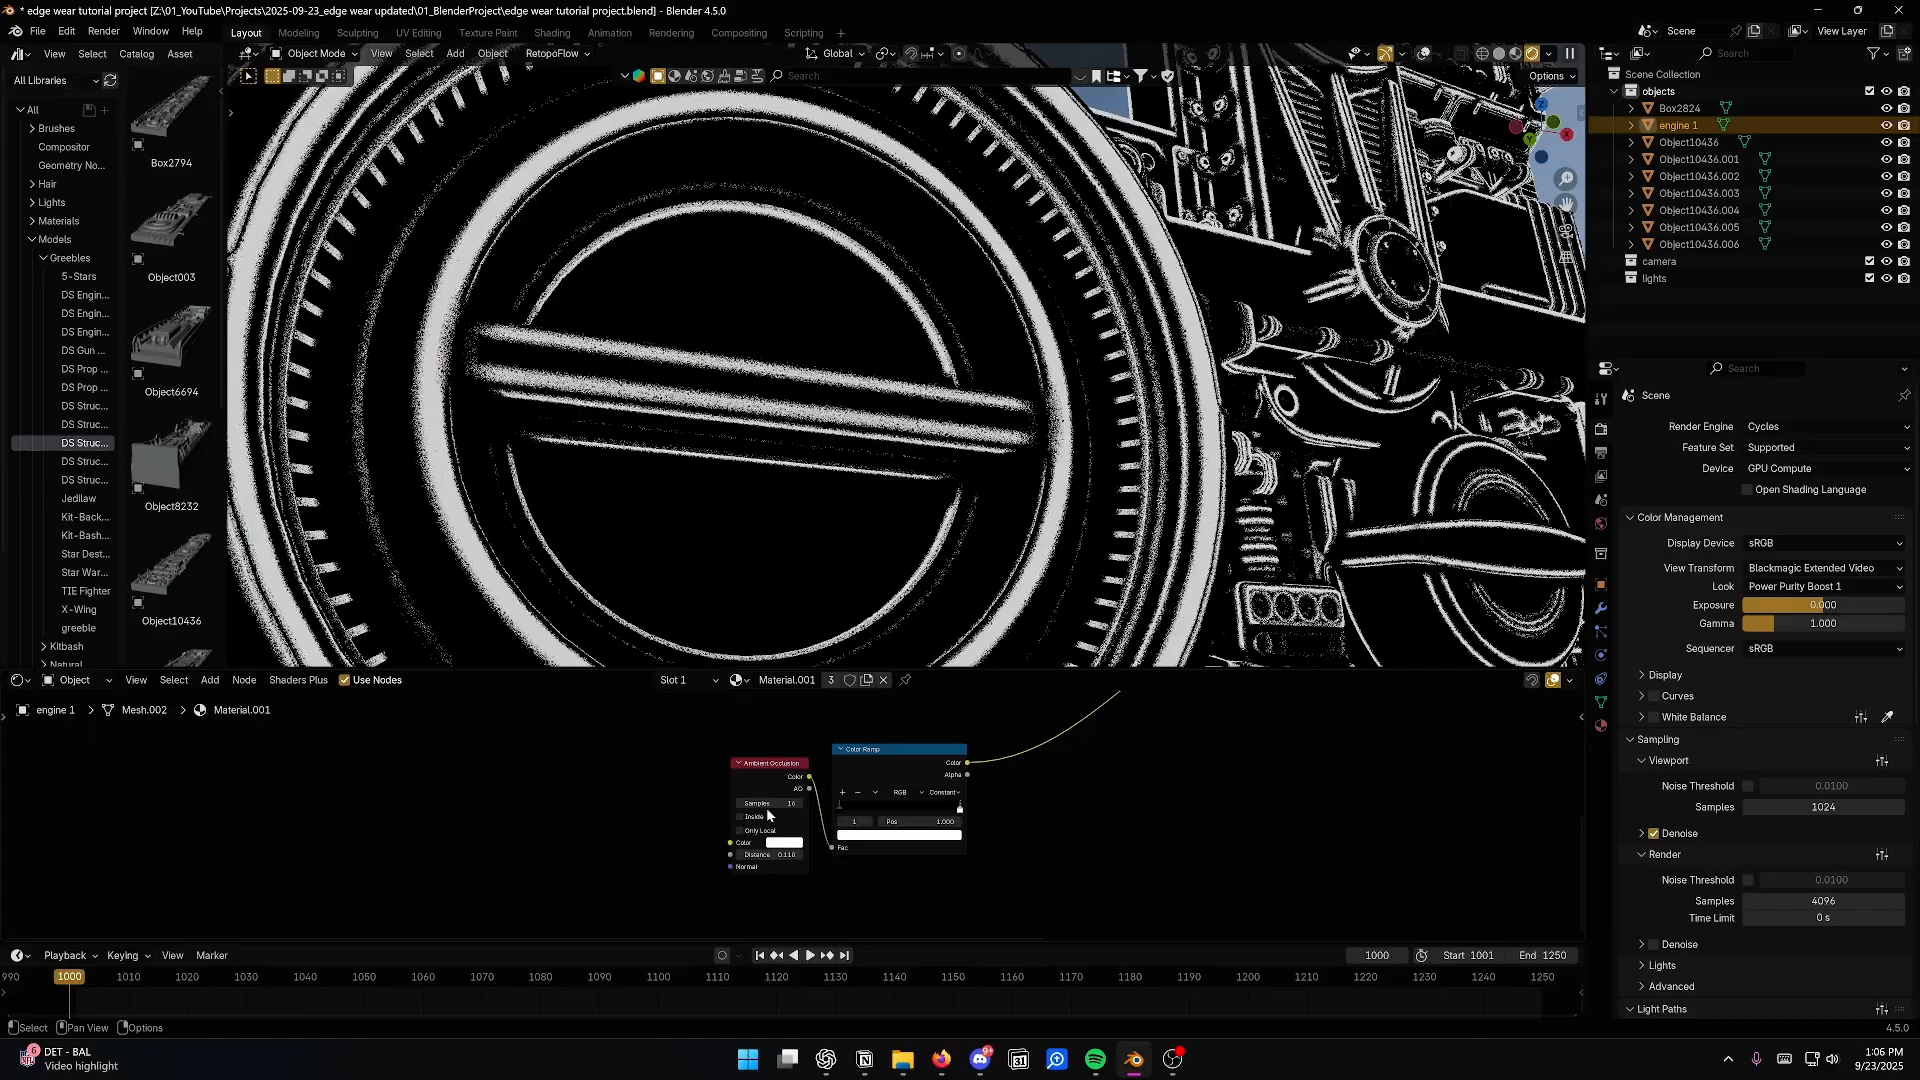 * edge wear tutorial project [Z:\01_YouTube\Projects\2025-09-23_edge wear updated\01_BlenderProject\edge wear tutorial project.blend] - Blender 4.5.0
File Edit Render Window Help
Layout Modeling Sculpting UV Editing Texture Paint Shading Animation Rendering Compositing Scripting +
Scene
View Layer
View Select Catalog Asset
Object Mode View Select Add Object RetopoFlow
Global
Search
Options
All Libraries
All
Brushes
Compositor
Geometry No...
Hair
Lights
Materials
Models
Greebles
5-Stars
DS Engin...
DS Engin...
DS Engin...
DS Gun ...
DS Prop ...
DS Prop ...
DS Struc...
DS Struc...
DS Struc...
DS Struc...
DS Struc...
Jedilaw
Kit-Back...
Kit-Bash...
Star Dest...
Star War...
TIE Fighter
X-Wing
greeble
Kitbash
Natural
Box2794
Object003
Object6694
Object8232
Object10436
Search
Scene Collection
objects
Box2824
engine 1
Object10436
Object10436.001
Object10436.002
Object10436.003
Object10436.004
Object10436.005
Object10436.006
camera
lights
Search
Scene
Render Engine Cycles
Feature Set Supported
Device GPU Compute
Open Shading Language
Color Management
Display Device sRGB
View Transform Blackmagic Extended Video
Look Power Purity Boost 1
Exposure 0.000
Gamma 1.000
Sequencer sRGB
Display
Curves
White Balance
Sampling
Viewport
Noise Threshold 0.0100
Samples 1024
Denoise
Render
Noise Threshold 0.0100
Samples 4096
Time Limit 0 s
Denoise
Lights
Advanced
Light Paths
Object View Select Add Node Shaders Plus Use Nodes
Slot 1 Material.001 3
engine 1 Mesh.002 Material.001
Ambient Occlusion
Color
AO
Samples 16
Inside
Only Local
Color
Distance 0.110
Normal
Color Ramp
Color
Alpha
RGB Constant
1 Pos 1.000
Fac
Playback Keying View Marker
1000 Start 1001 End 1250
990 1000 1010 1020 1030 1040 1050 1060 1070 1080 1090 1100 1110 1120 1130 1140 1150 1160 1170 1180 1190 1200 1210 1220 1230 1240 1250
Select Pan View Options
4.5.0
6
DET - BAL
Video highlight
31
9+
1:06 PM
9/23/2025